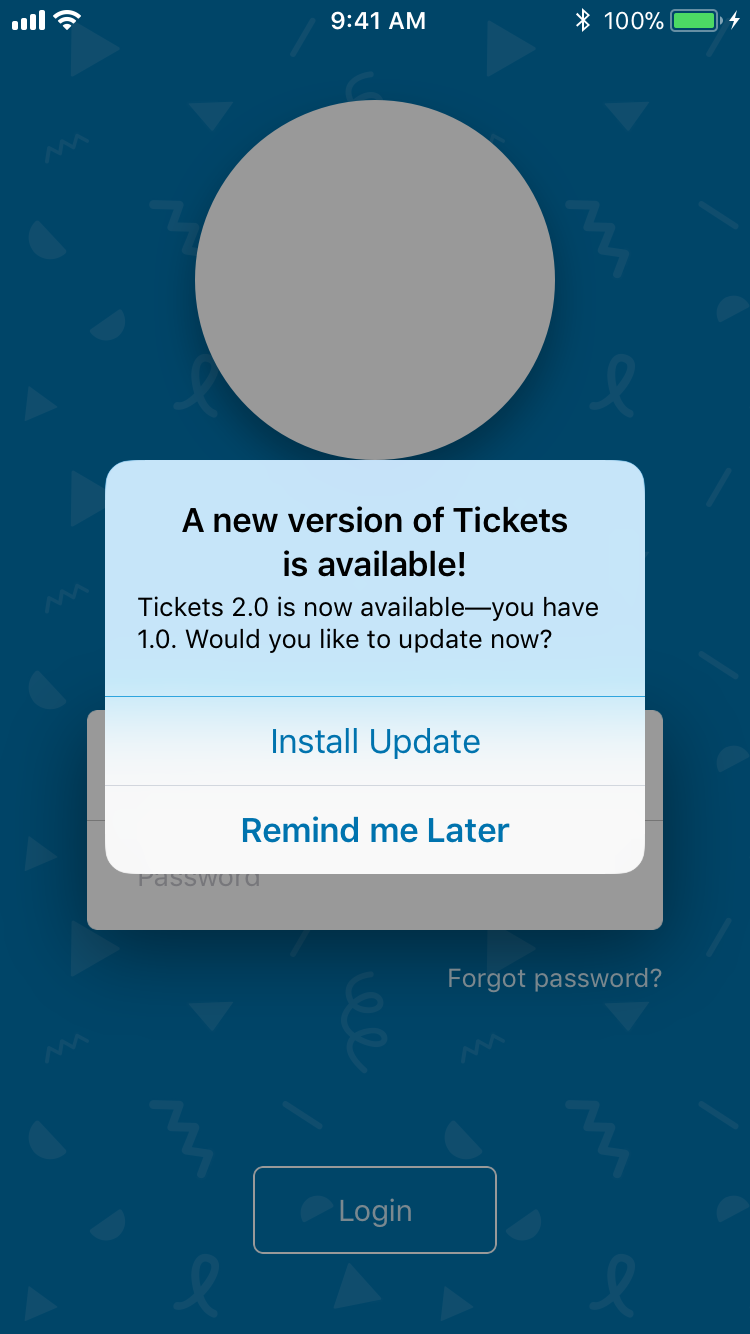 9:41 AM
100%
A new version of Tickets
is available!
Tickets 2.0 is now available—you have
1.0. Would you like to update now?
Install Update
Remind me Later
Password
Forgot password?
Login